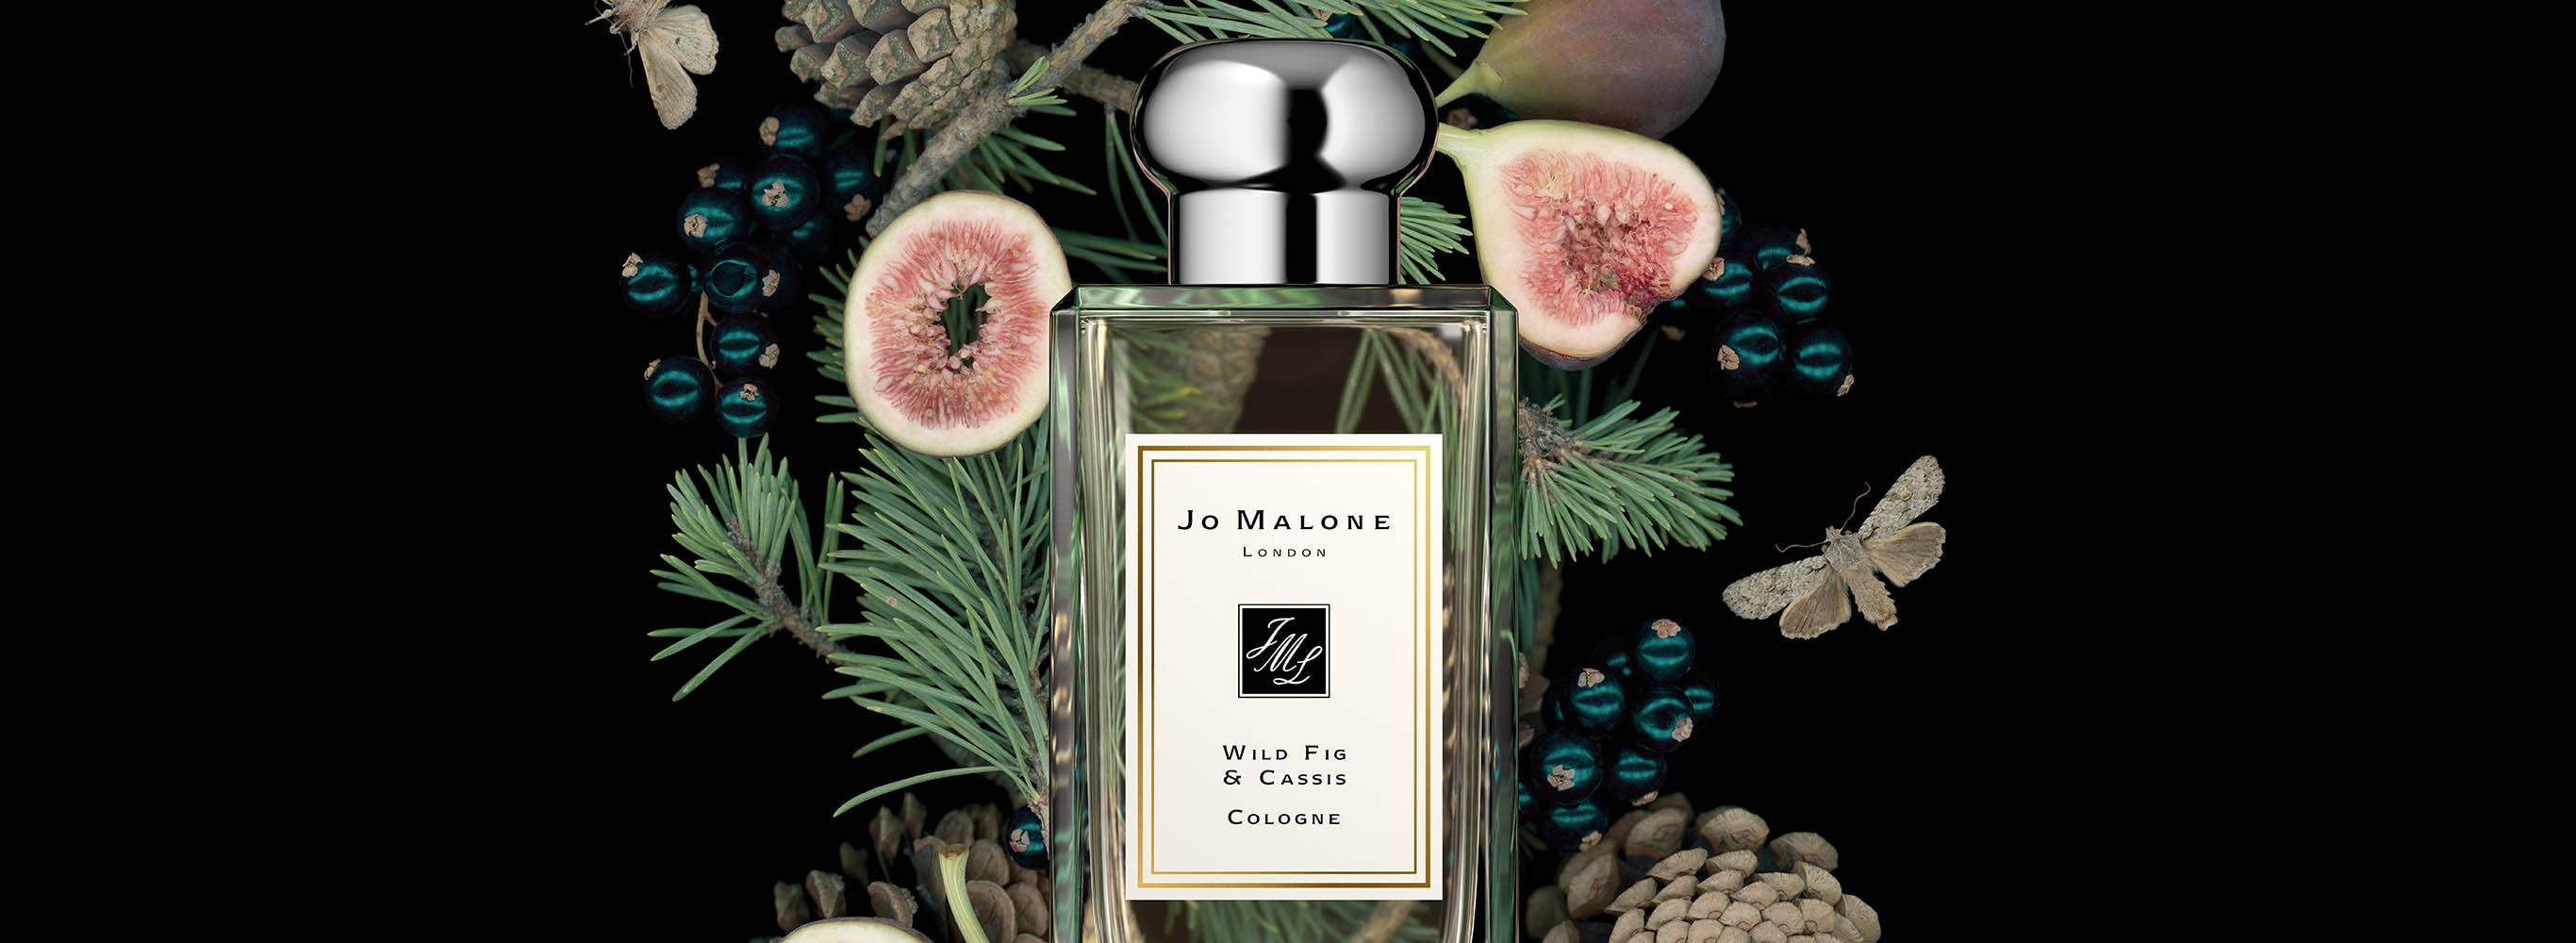 Jo Malone
London
JML
Wild Fig
& Cassis
Cologne